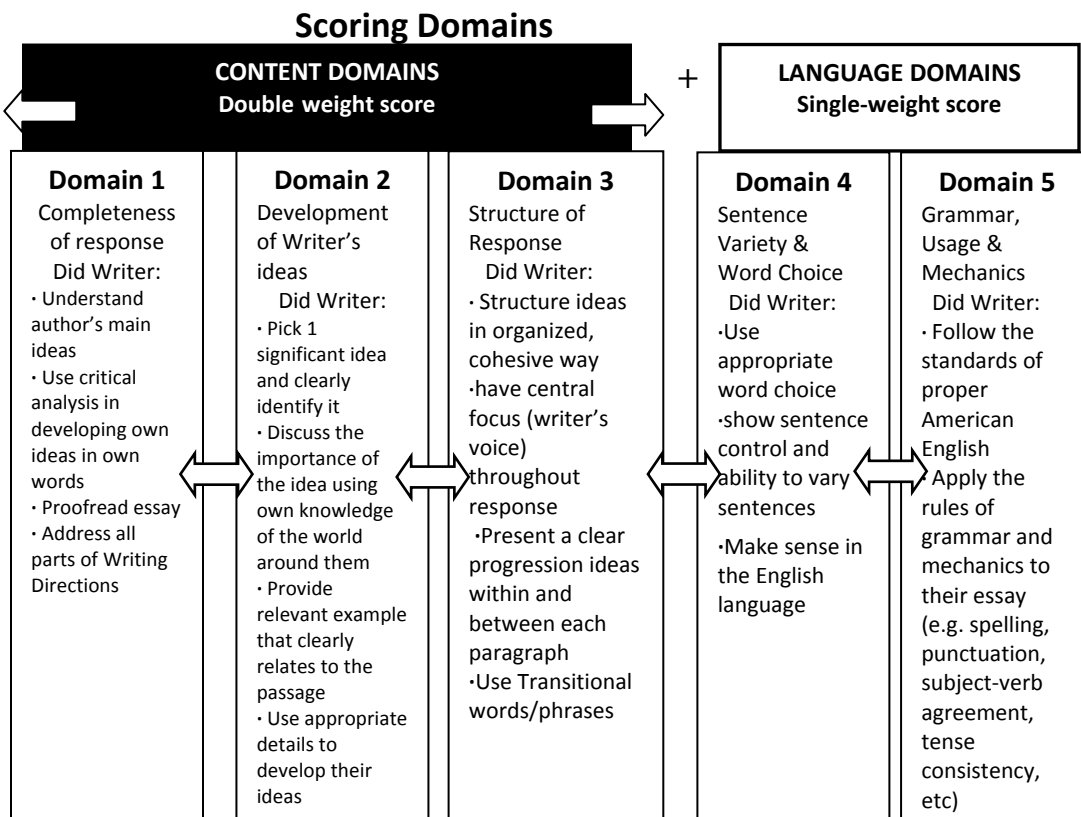 Scoring Domains
CONTENT DOMAINS
Double weight score
+
LANGUAGE DOMAINS
Single-weight score
Domain 1
Completeness
of response
Did Writer:
· Understand
author's main
ideas
· Use critical
analysis in
developing own
ideas in own
words
· Proofread essay
· Address all
parts of Writing
Directions
Domain 2
Development
of Writer's
ideas
Did Writer:
· Pick 1
significant idea
and clearly
identify it
· Discuss the
importance of
the idea using
own knowledge
of the world
around them
· Provide
relevant example
that clearly
relates to the
passage
· Use appropriate
details to
develop their
ideas
Domain 3
Structure of
Response
Did Writer:
· Structure ideas
in organized,
cohesive way
·have central
focus (writer's
voice)
throughout
response
·Present a clear
progression ideas
within and
between each
paragraph
·Use Transitional
words/phrases
Domain 4
Sentence
Variety &
Word Choice
Did Writer:
·Use
appropriate
word choice
·show sentence
control and
ability to vary
sentences
·Make sense in
the English
language
Domain 5
Grammar,
Usage &
Mechanics
Did Writer:
· Follow the
standards of
proper
American
English
· Apply the
rules of
grammar and
mechanics to
their essay
(e.g. spelling,
punctuation,
subject-verb
agreement,
tense
consistency,
etc)